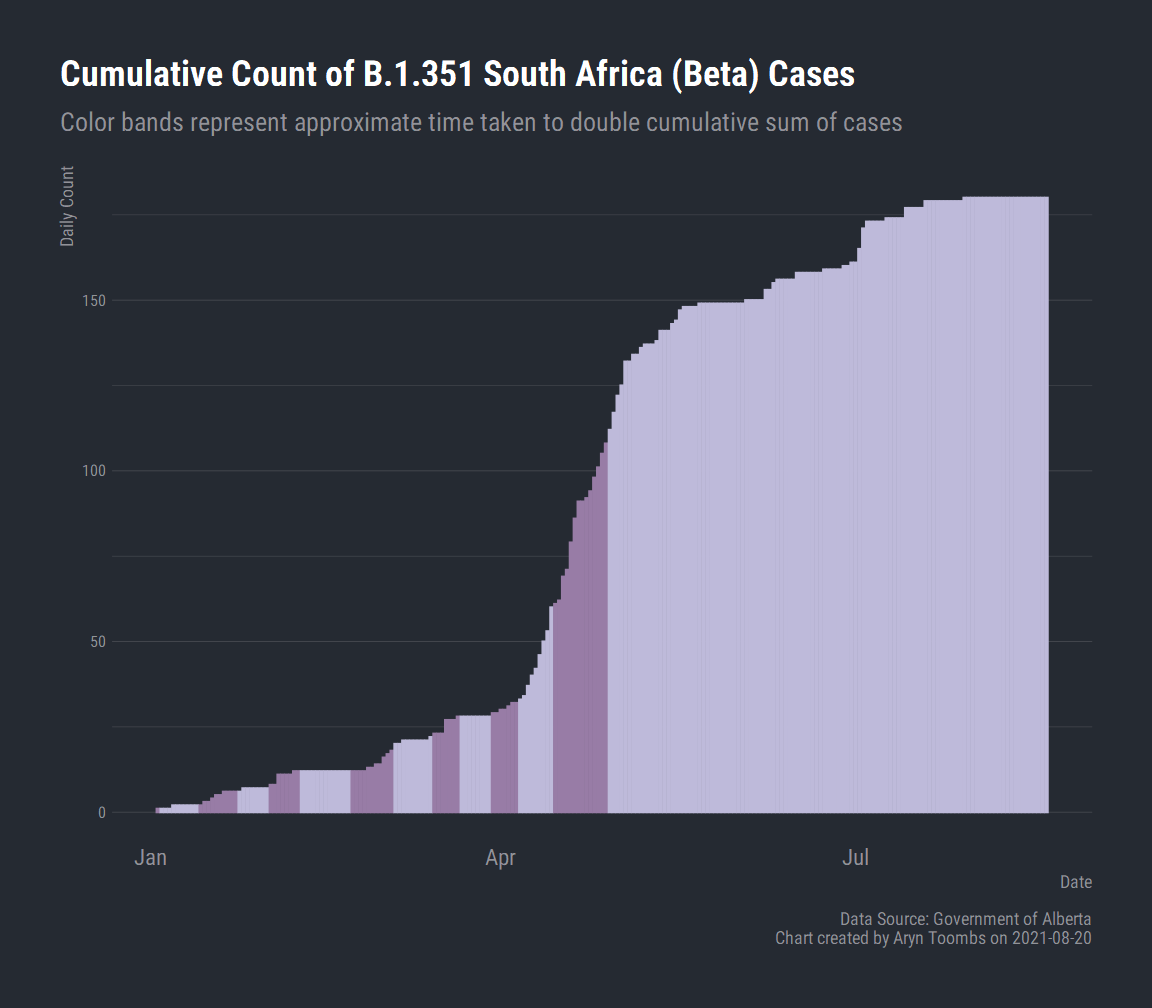 Cumulative Count of B.1.351 South Africa (Beta) Cases
Color bands represent approximate time taken to double cumulative sum of cases
Daily Count
150
100
50
0
Jan Apr Jul
Date
Data Source: Government of Alberta
Chart created by Aryn Toombs on 2021-08-20